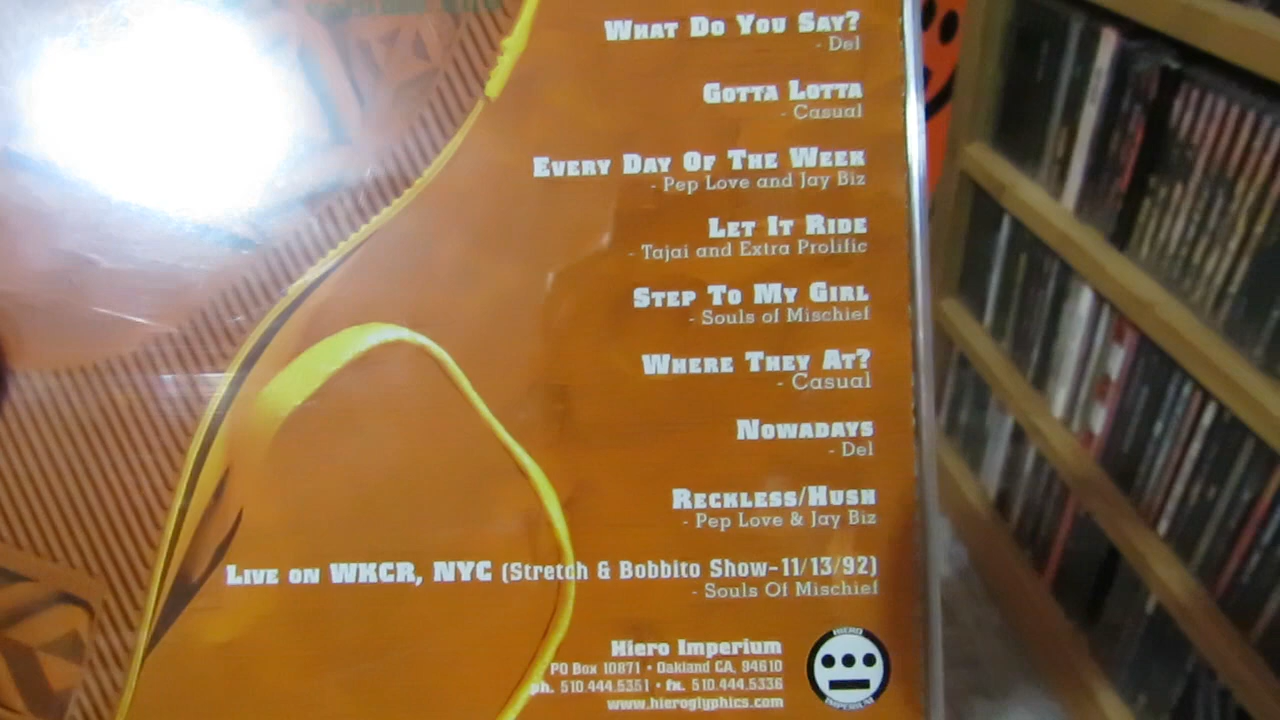 What Do You Say?
- Del
Gotta Lotta
- Casual
Every Day Of The Week
- Pep Love and Jay Biz
Let It Ride
- Tajai and Extra Prolific
Step To My Girl
- Souls of Mischief
Where They At?
- Casual
Nowadays
- Del
Reckless/Hush
- Pep Love & Jay Biz
Live on WKCR, NYC (Stretch & Bobbito Show-11/13/92)
- Souls Of Mischief
Hiero Imperium
PO Box 10871 • Oakland CA, 94610
ph. 510.444.5351 • fx. 510.444.5336
www.hieroglyphics.com
HIERO
IMPERIUM